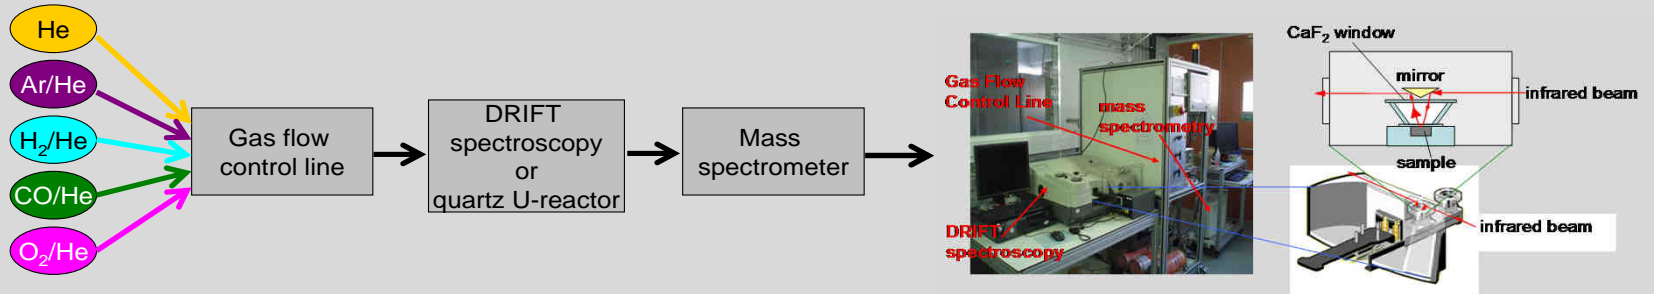 He
Ar/He
H₂/He
CO/He
O₂/He
Gas flow
control line
DRIFT
spectroscopy
or
quartz U-reactor
Mass
spectrometer
Gas Flow
Control Line
mass
spectrometry
DRIFT
spectroscopy
CaF₂ window
mirror
infrared beam
sample
infrared beam